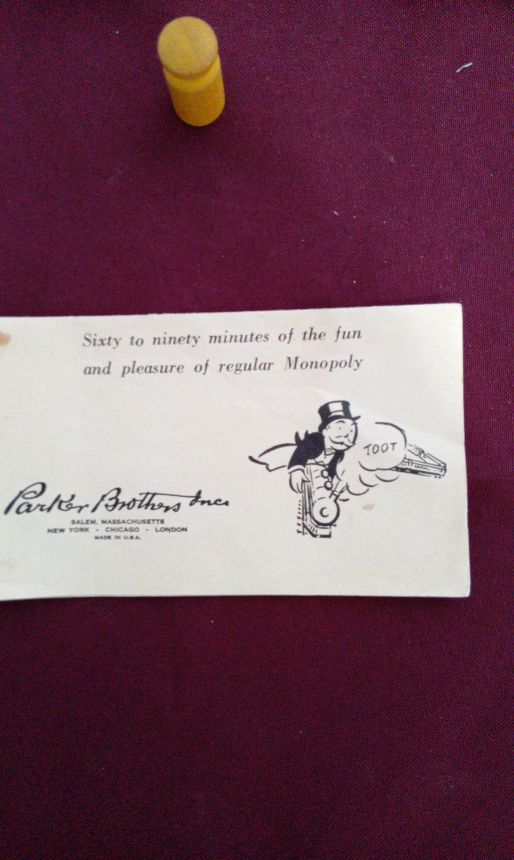 Sixty to ninety minutes of the fun
and pleasure of regular Monopoly
TOOT
Parker Brothers Inc.
SALEM, MASSACHUSETTS
NEW YORK - CHICAGO - LONDON
MADE IN U.S.A.